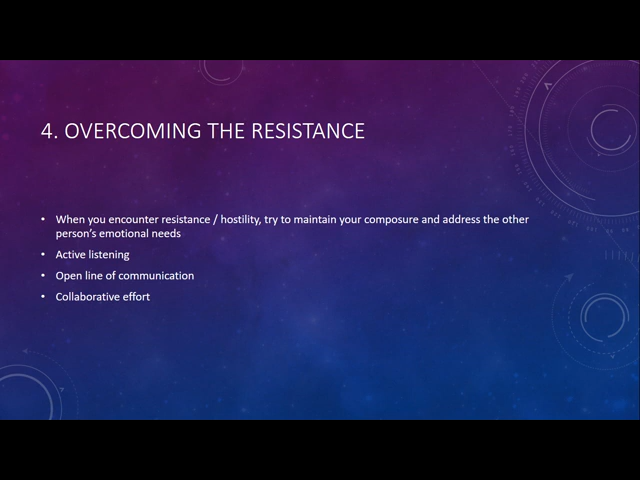 4. OVERCOMING THE RESISTANCE
• When you encounter resistance / hostility, try to maintain your composure and address the other
person's emotional needs
• Active listening
• Open line of communication
• Collaborative effort